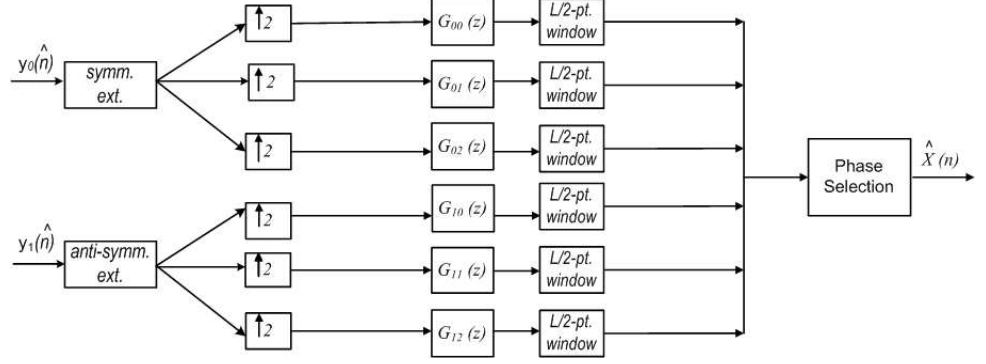 ↑2
G₀₀ (z)
L/2-pt.
window
y₀(n̂)
symm.
ext.
↑2
G₀₁ (z)
L/2-pt.
window
↑2
G₀₂ (z)
L/2-pt.
window
Phase
Selection
X̂ (n)
↑2
G₁₀ (z)
L/2-pt.
window
y₁(n̂)
anti-symm.
ext.
↑2
G₁₁ (z)
L/2-pt.
window
↑2
G₁₂ (z)
L/2-pt.
window